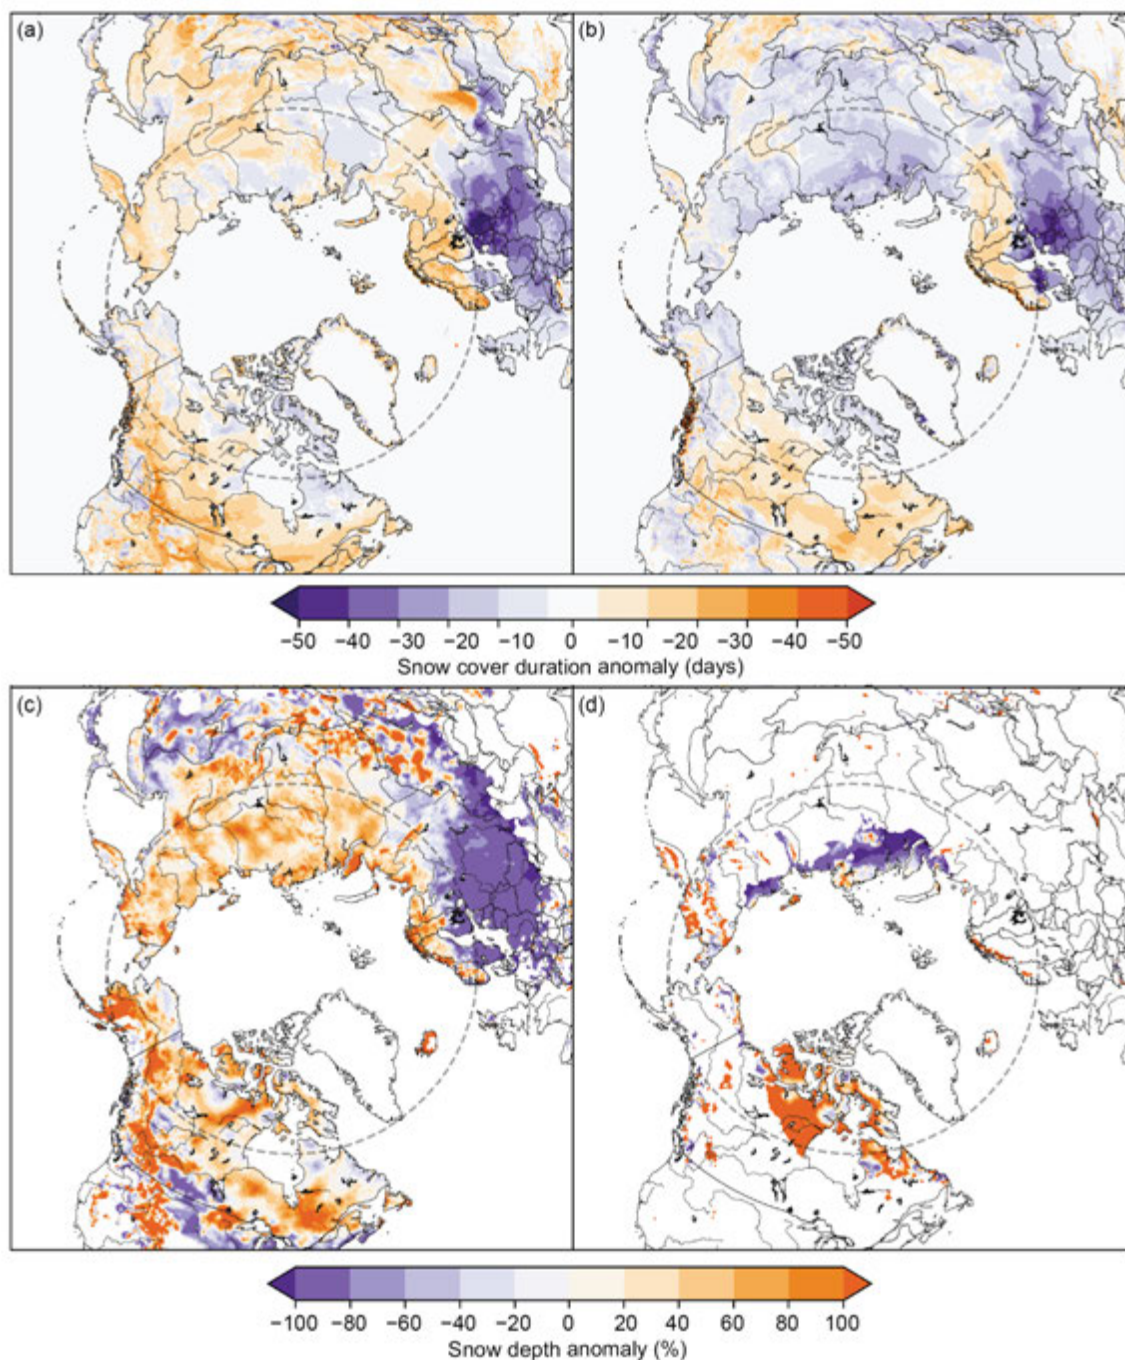 (a) (b)
−50 −40 −30 −20 −10 0 −10 −20 −30 −40 −50
Snow cover duration anomaly (days)
(c) (d)
−100 −80 −60 −40 −20 0 20 40 60 80 100
Snow depth anomaly (%)